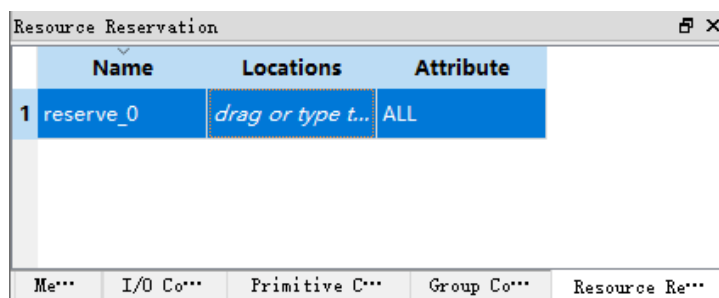 Resource Reservation
Name Locations Attribute
1 reserve_0 drag or type t... ALL
Me... I/O Co... Primitive C... Group Co... Resource Re...